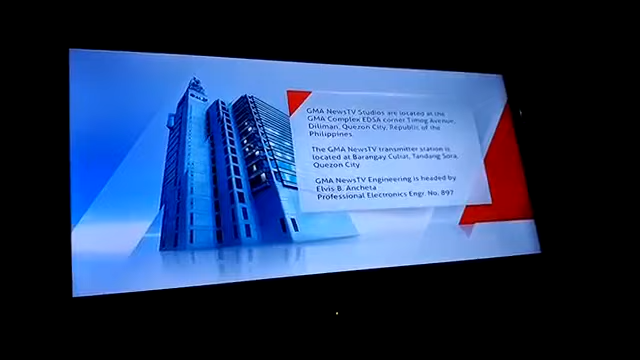 GMA NewsTV Studios are located at the
GMA Complex EDSA corner Timog Avenue,
Diliman, Quezon City, Republic of the
Philippines.
The GMA NewsTV transmitter station is
located at Barangay Culiat, Tandang Sora,
Quezon City.
GMA NewsTV Engineering is headed by
Elvis B. Ancheta
Professional Electronics Engr. No. 897